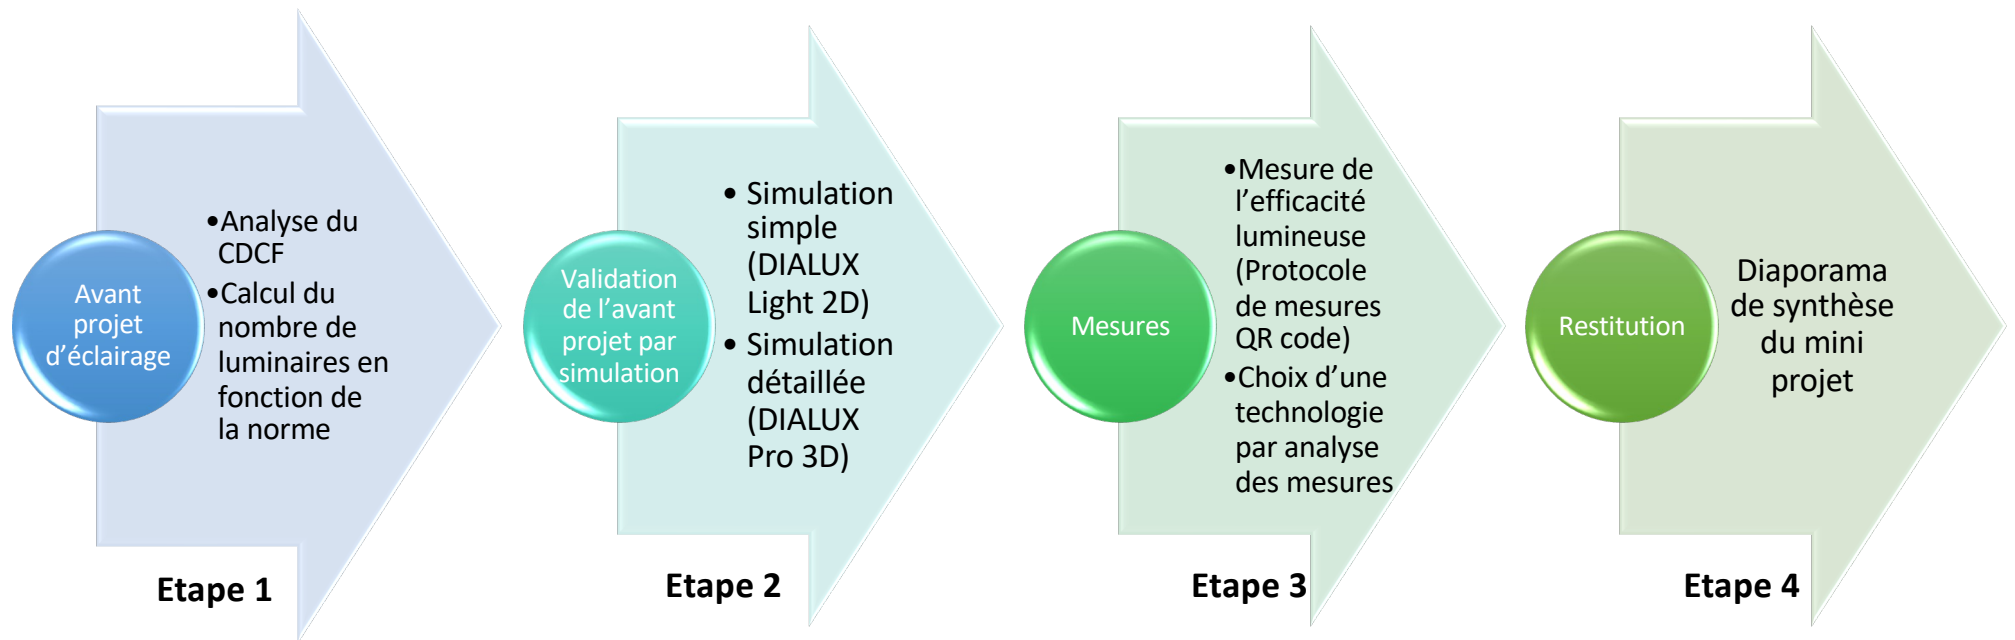 Avant
projet
d'éclairage
•Analyse du
CDCF
•Calcul du
nombre de
luminaires en
fonction de
la norme
Etape 1
Validation
de l'avant
projet par
simulation
• Simulation
simple
(DIALUX
Light 2D)
• Simulation
détaillée
(DIALUX
Pro 3D)
Etape 2
Mesures
•Mesure de
l'efficacité
lumineuse
(Protocole
de mesures
QR code)
•Choix d'une
technologie
par analyse
des mesures
Etape 3
Restitution
Diaporama
de synthèse
du mini
projet
Etape 4